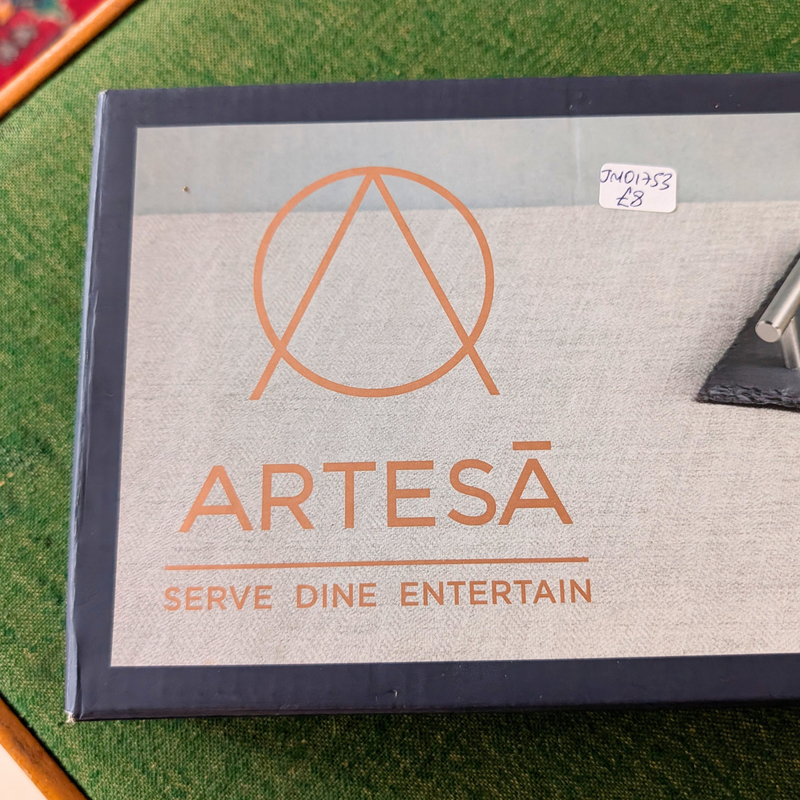 JM01753
£8
ARTESĀ
SERVE DINE ENTERTAIN